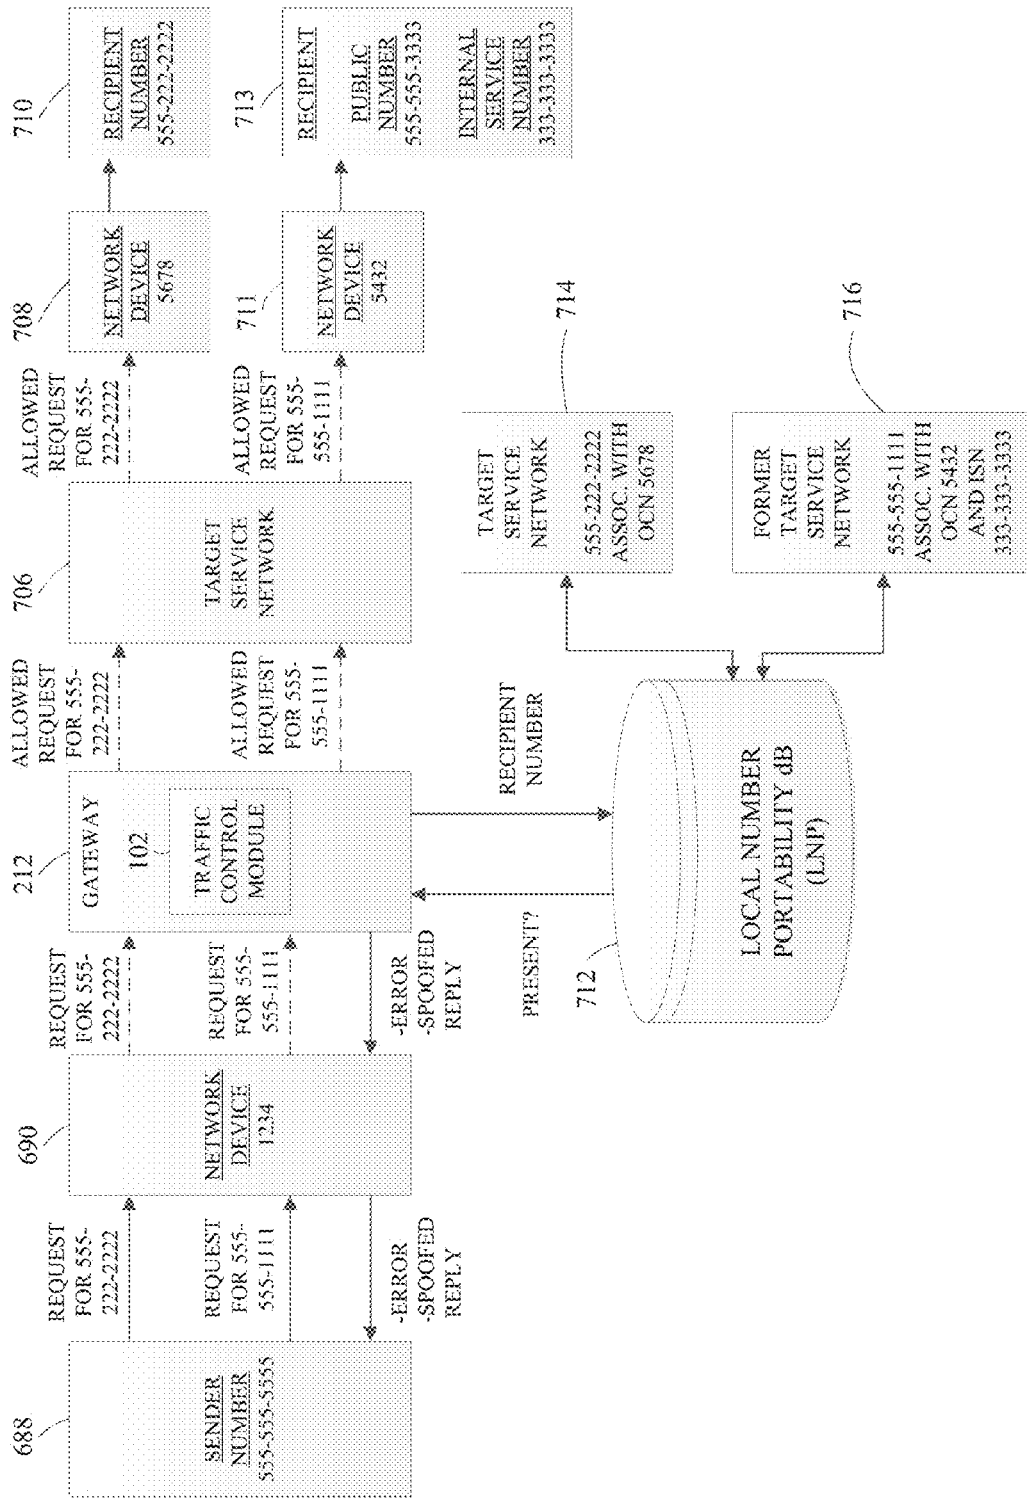 688
SENDER
NUMBER
555-555-5555
REQUEST
FOR 555-
222-2222
REQUEST
FOR 555-
555-1111
-ERROR
-SPOOFED
REPLY
690
NETWORK
DEVICE
1234
REQUEST
FOR 555-
222-2222
REQUEST
FOR 555-
555-1111
-ERROR
-SPOOFED
REPLY
212
GATEWAY
102
TRAFFIC
CONTROL
MODULE
ALLOWED
REQUEST
FOR 555-
222-2222
ALLOWED
REQUEST
FOR 555-
555-1111
706
TARGET
SERVICE
NETWORK
ALLOWED
REQUEST
FOR 555-
222-2222
ALLOWED
REQUEST
FOR 555-
555-1111
708
NETWORK
DEVICE
5678
711
NETWORK
DEVICE
5432
710
RECIPIENT
NUMBER
555-222-2222
713
RECIPIENT
PUBLIC
NUMBER
555-555-3333
INTERNAL
SERVICE
NUMBER
333-333-3333
PRESENT?
RECIPIENT
NUMBER
712
LOCAL NUMBER
PORTABILITY dB
(LNP)
714
TARGET
SERVICE
NETWORK
555-222-2222
ASSOC. WITH
OCN 5678
716
FORMER
TARGET
SERVICE
NETWORK
555-555-1111
ASSOC. WITH
OCN 5432
AND ISN
333-333-3333